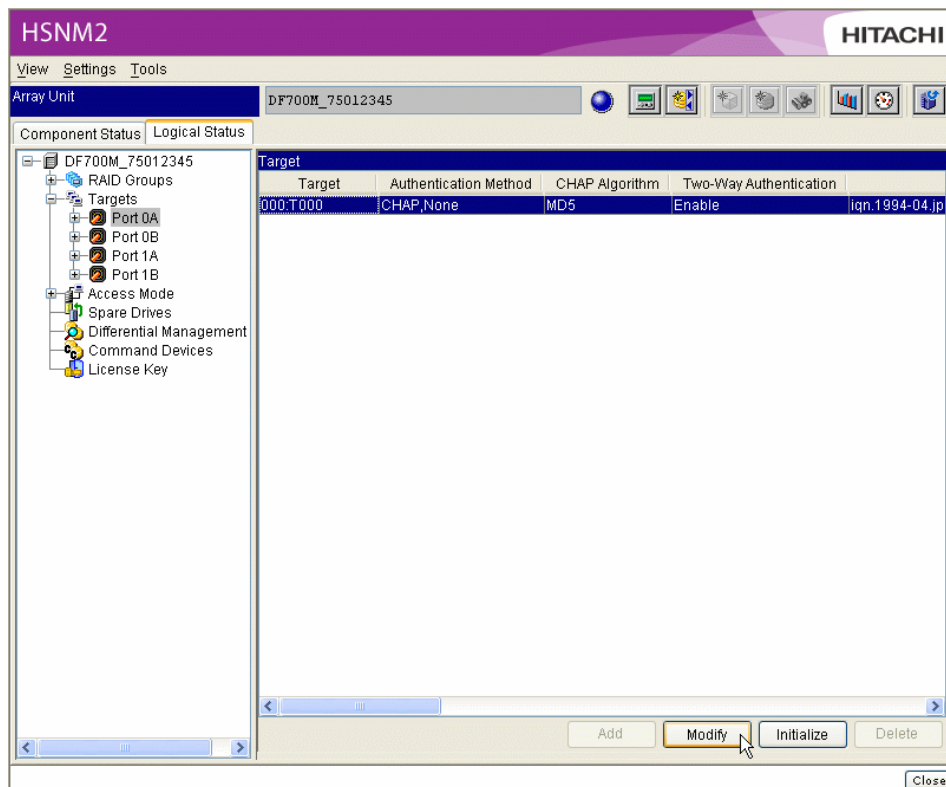 HSNM2
HITACHI
View Settings Tools
Array Unit
DF700M_75012345
Component Status Logical Status
DF700M_75012345
RAID Groups
Targets
Port 0A
Port 0B
Port 1A
Port 1B
Access Mode
Spare Drives
Differential Management
Command Devices
License Key
Target
Target Authentication Method CHAP Algorithm Two-Way Authentication
000:T000 CHAP,None MD5 Enable iqn.1994-04.jp
Add Modify Initialize Delete
Close